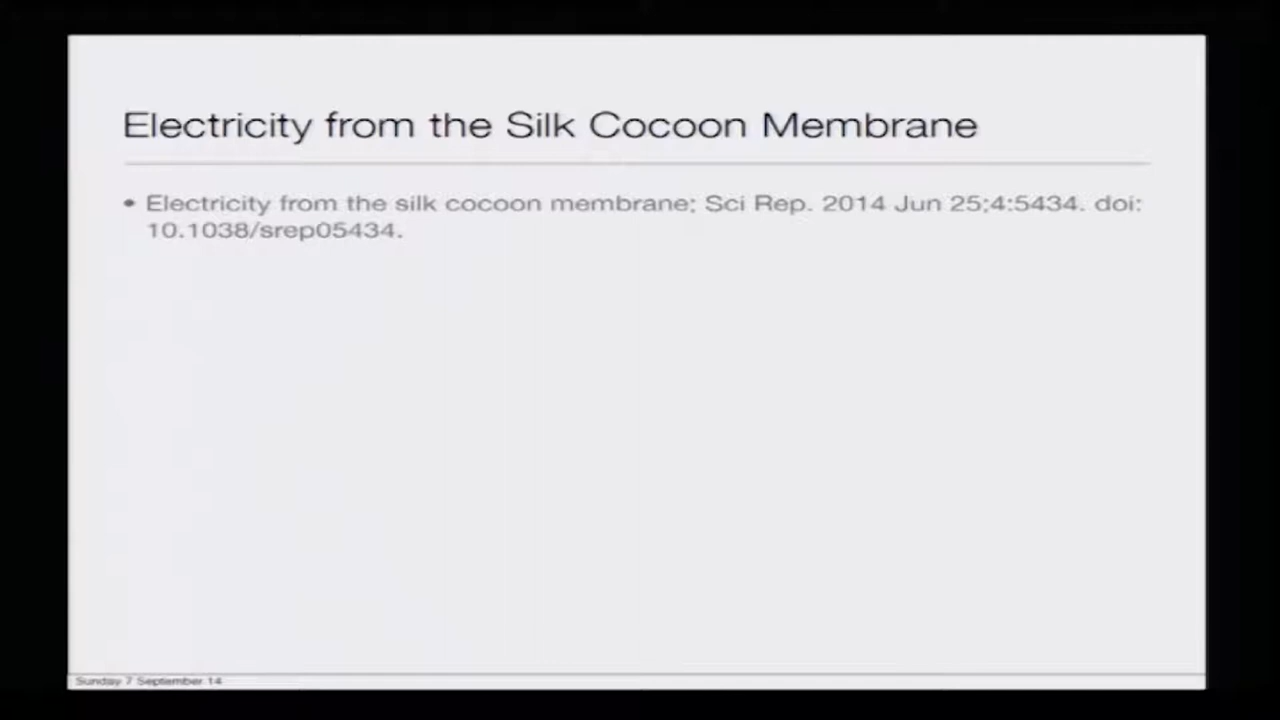 Electricity from the Silk Cocoon Membrane
• Electricity from the silk cocoon membrane; Sci Rep. 2014 Jun 25;4:5434. doi:
10.1038/srep05434.
Sunday 7 September 14